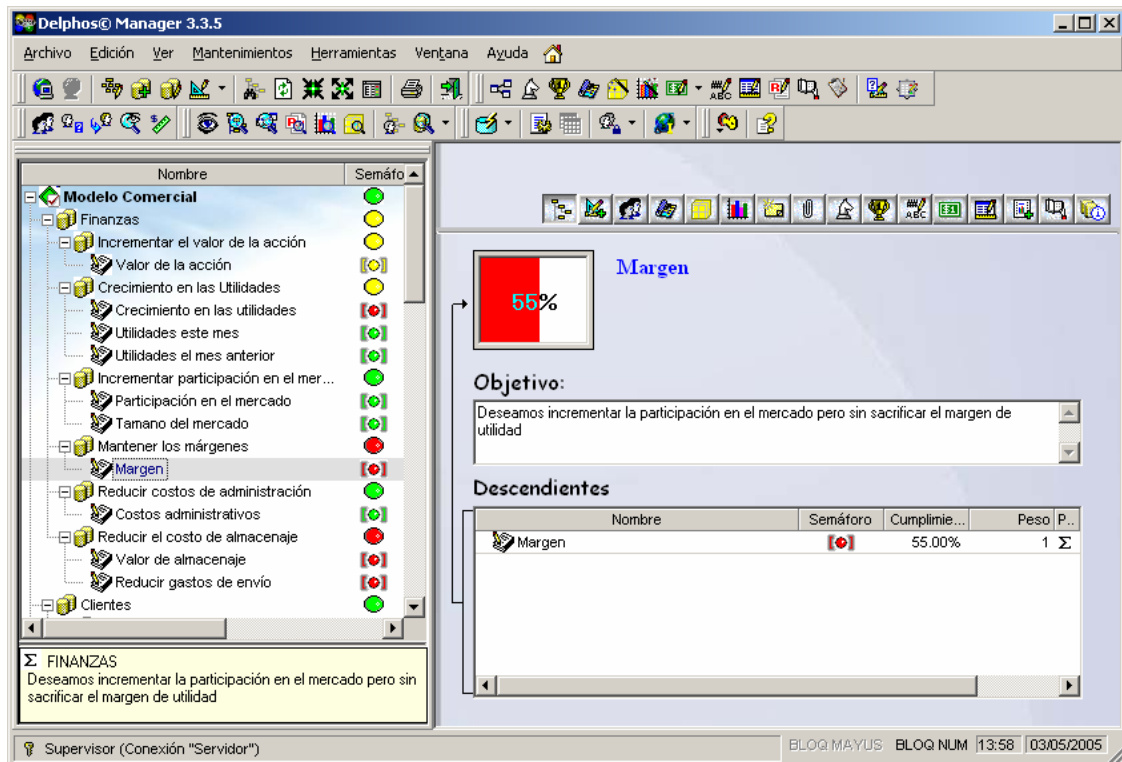 Delphos© Manager 3.3.5
Archivo Edición Ver Mantenimientos Herramientas Ventana Ayuda
Nombre Semáfo
Modelo Comercial
Finanzas
Incrementar el valor de la acción
Valor de la acción
Crecimiento en las Utilidades
Crecimiento en las utilidades
Utilidades este mes
Utilidades el mes anterior
Incrementar participación en el mer...
Participación en el mercado
Tamano del mercado
Mantener los márgenes
Margen
Reducir costos de administración
Costos administrativos
Reducir el costo de almacenaje
Valor de almacenaje
Reducir gastos de envío
Clientes
Σ FINANZAS
Deseamos incrementar la participación en el mercado pero sin
sacrificar el margen de utilidad
55%
Margen
Objetivo:
Deseamos incrementar la participación en el mercado pero sin sacrificar el margen de
utilidad
Descendientes
Nombre Semáforo Cumplimie... Peso P..
Margen 55.00% 1 Σ
Supervisor (Conexión "Servidor")
BLOQ MAYUS BLOQ NUM 13:58 03/05/2005